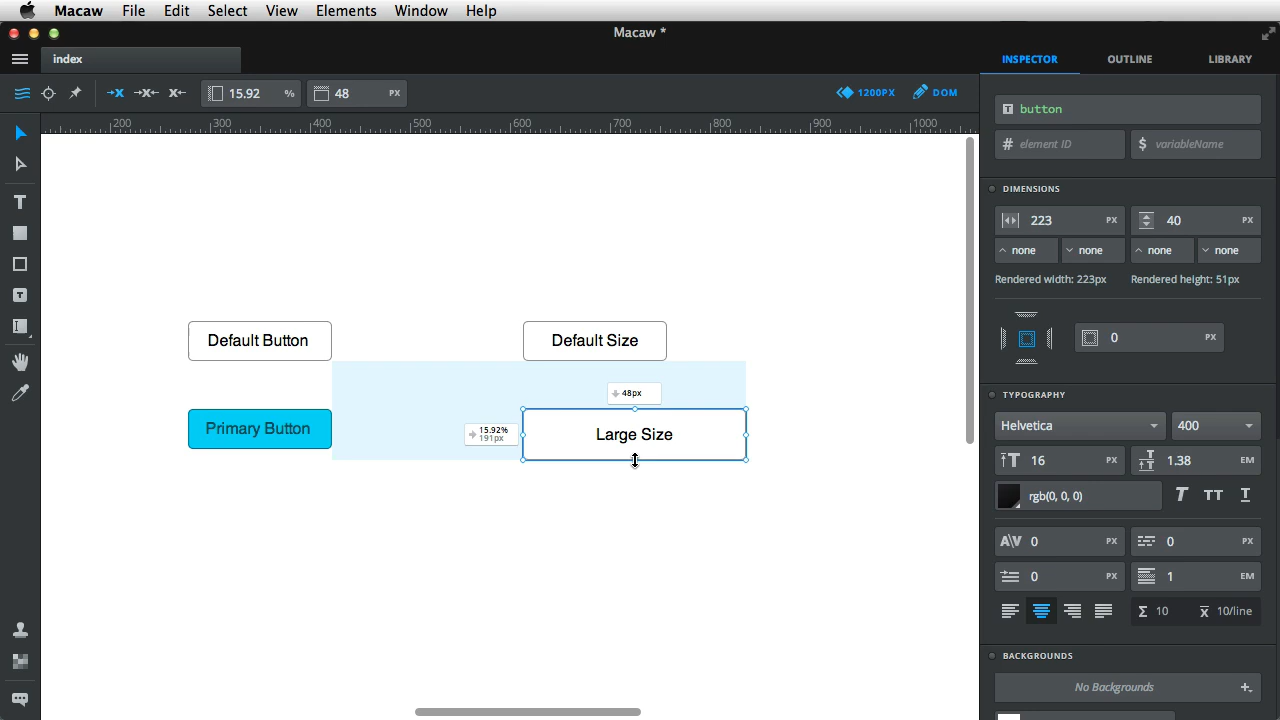 Macaw File Edit Select View Elements Window Help
Macaw *
index
INSPECTOR OUTLINE LIBRARY
15.92 % 48 PX 1200PX DOM
button
# element ID $ variableName
200 300 400 500 600 700 800 900 1000
DIMENSIONS
223 PX 40 PX
none none none none
Rendered width: 223px Rendered height: 51px
0 PX
Default Button Default Size
48px
Primary Button
15.92%
191px
Large Size
TYPOGRAPHY
Helvetica 400
16 PX 1.38 EM
rgb(0, 0, 0) T TT T
A\V 0 PX 0 PX
0 PX 1 EM
Σ 10 x̄ 10/line
BACKGROUNDS
No Backgrounds +